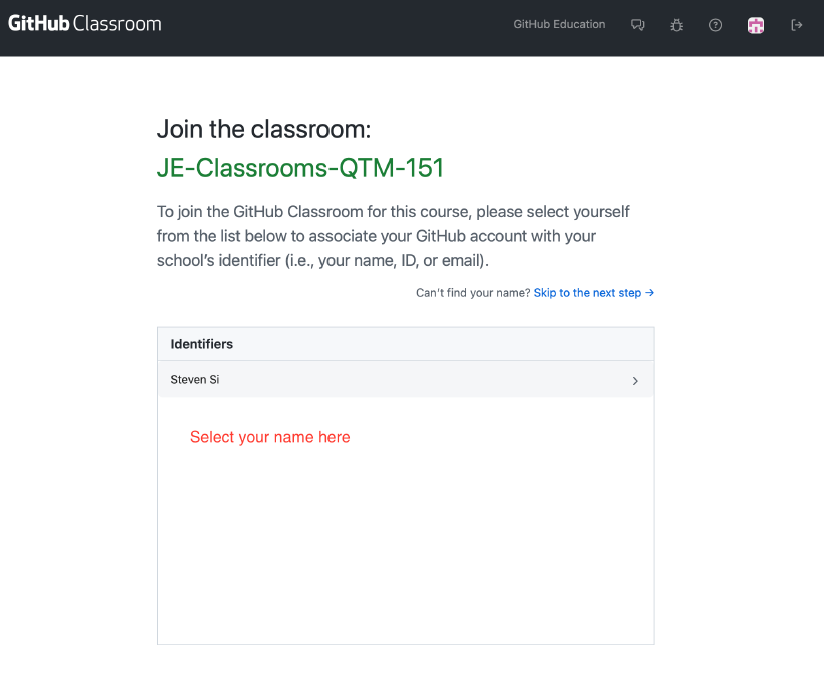 GitHub Classroom
GitHub Education
Join the classroom:
JE-Classrooms-QTM-151
To join the GitHub Classroom for this course, please select yourself
from the list below to associate your GitHub account with your
school's identifier (i.e., your name, ID, or email).
Can't find your name? Skip to the next step →
Identifiers
Steven Si
Select your name here